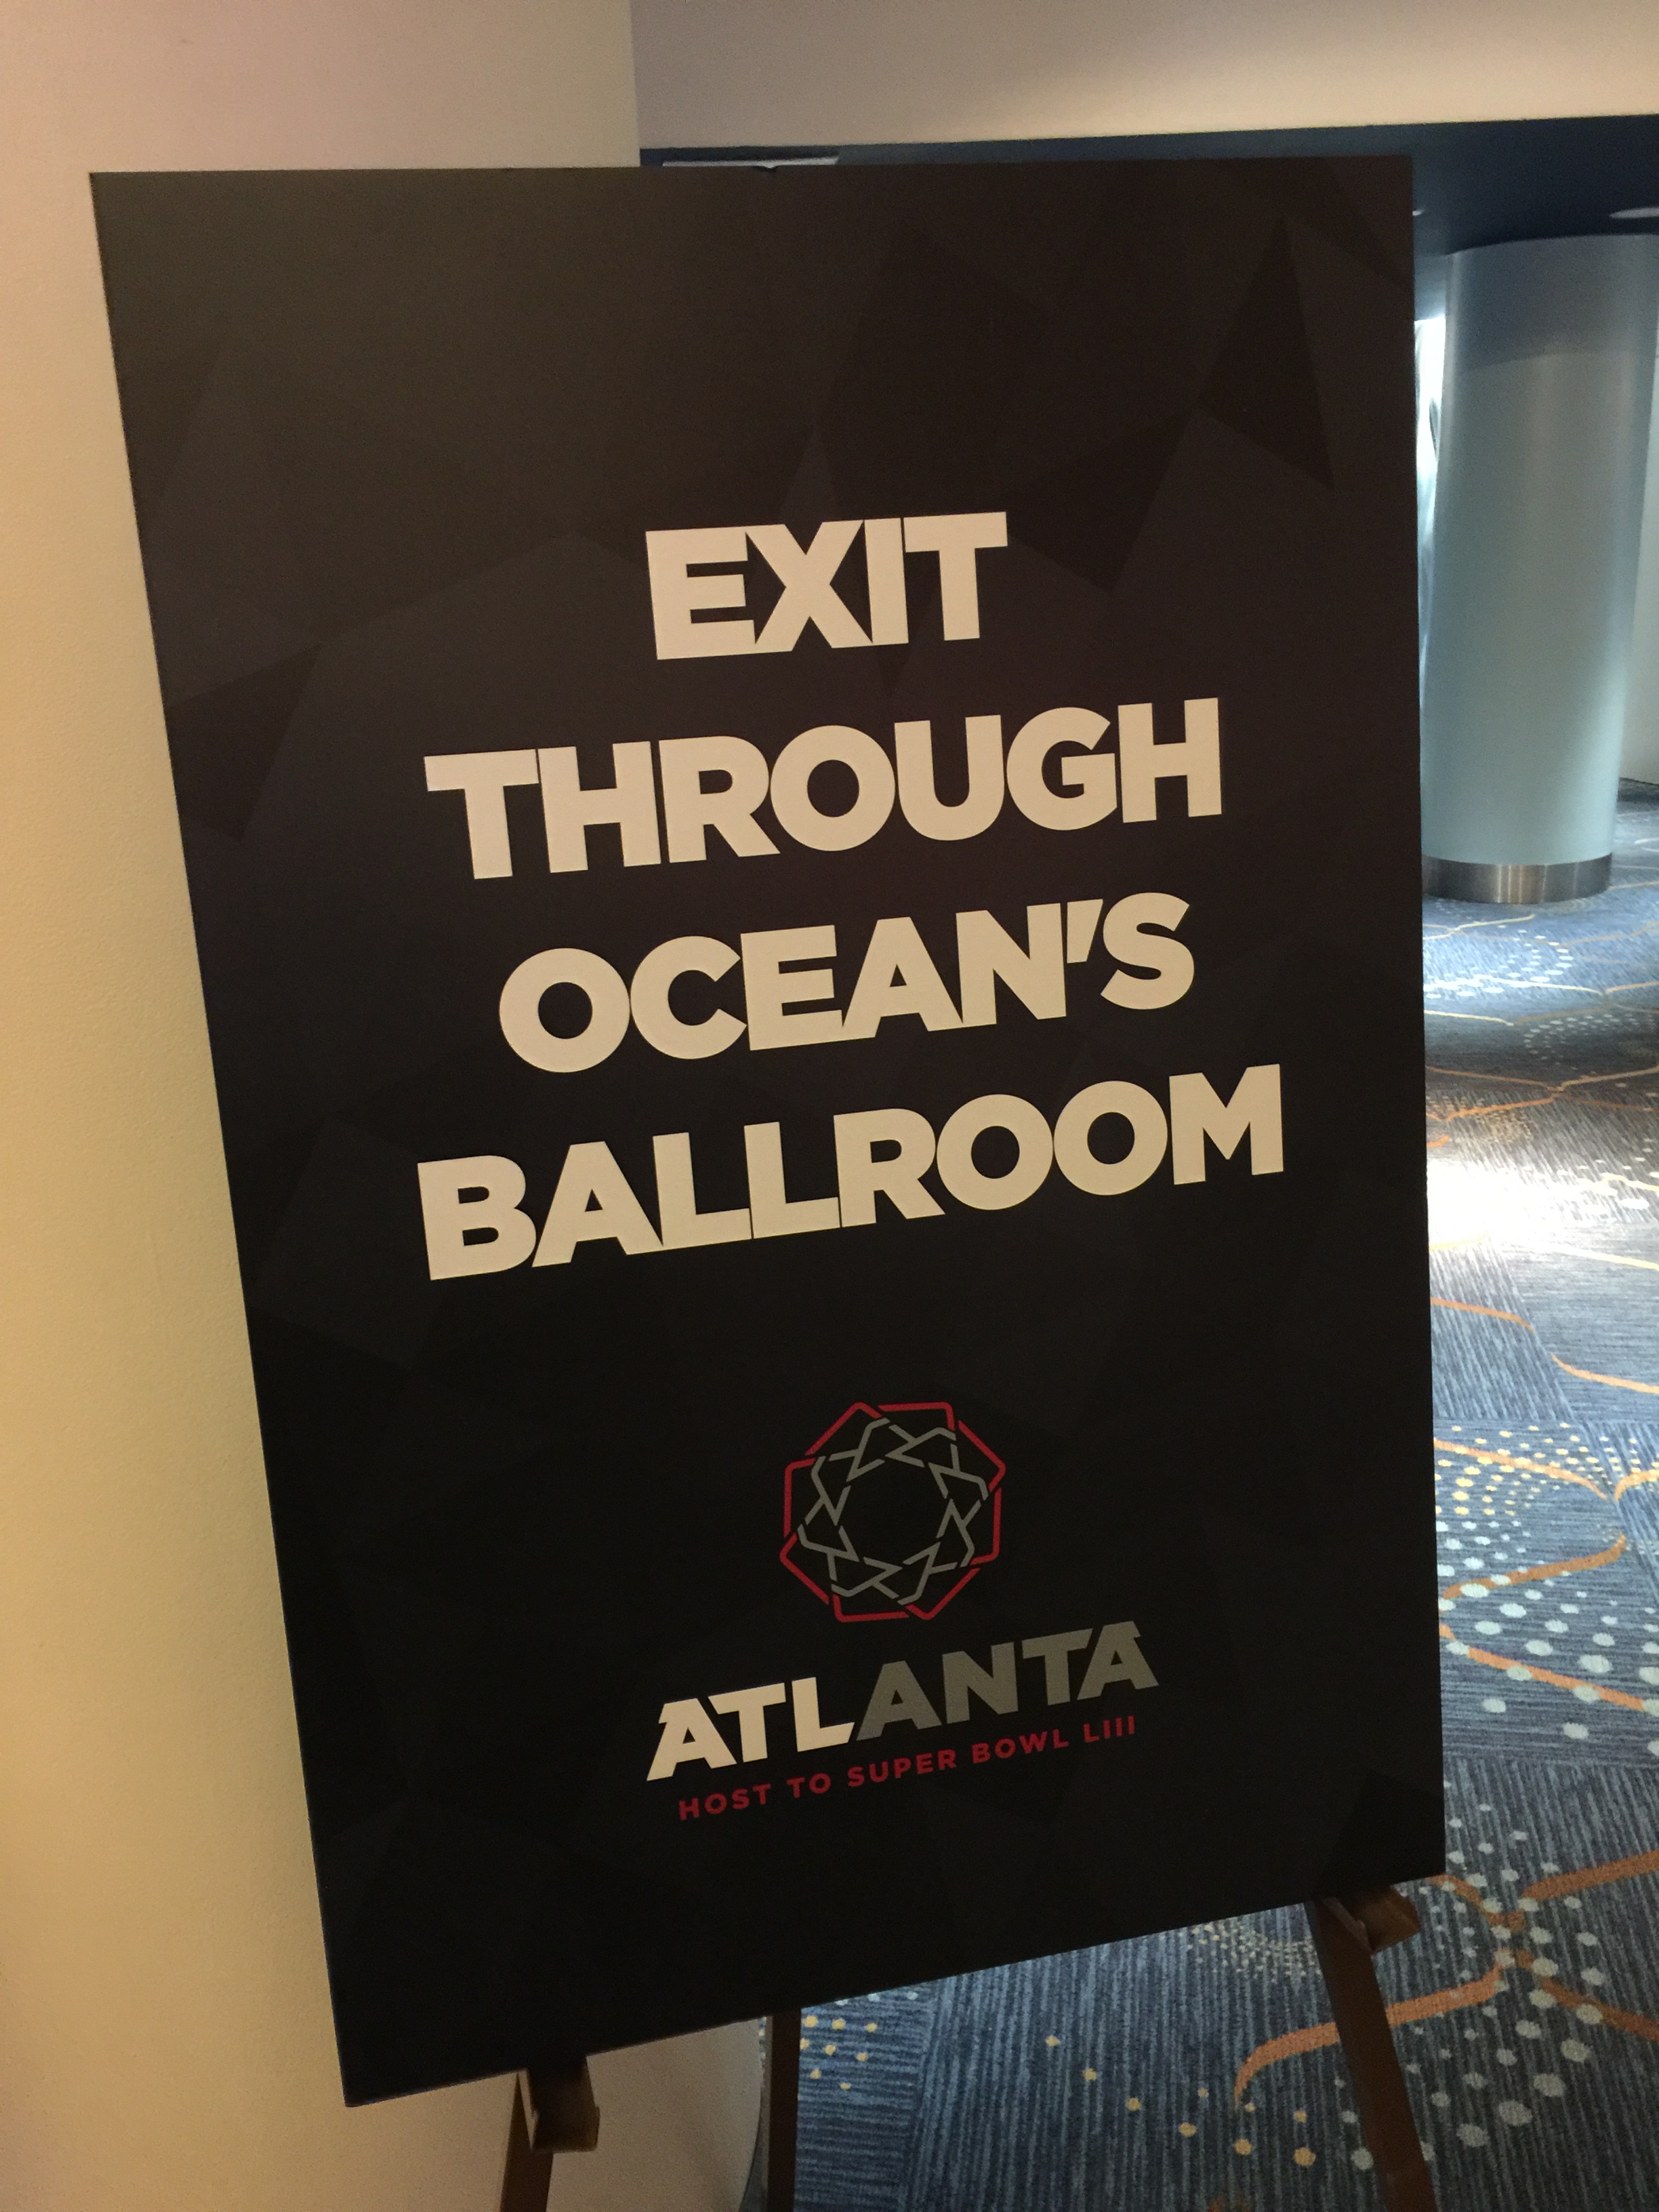 EXIT
THROUGH
OCEAN'S
BALLROOM
ATLANTA
HOST TO SUPER BOWL LIII